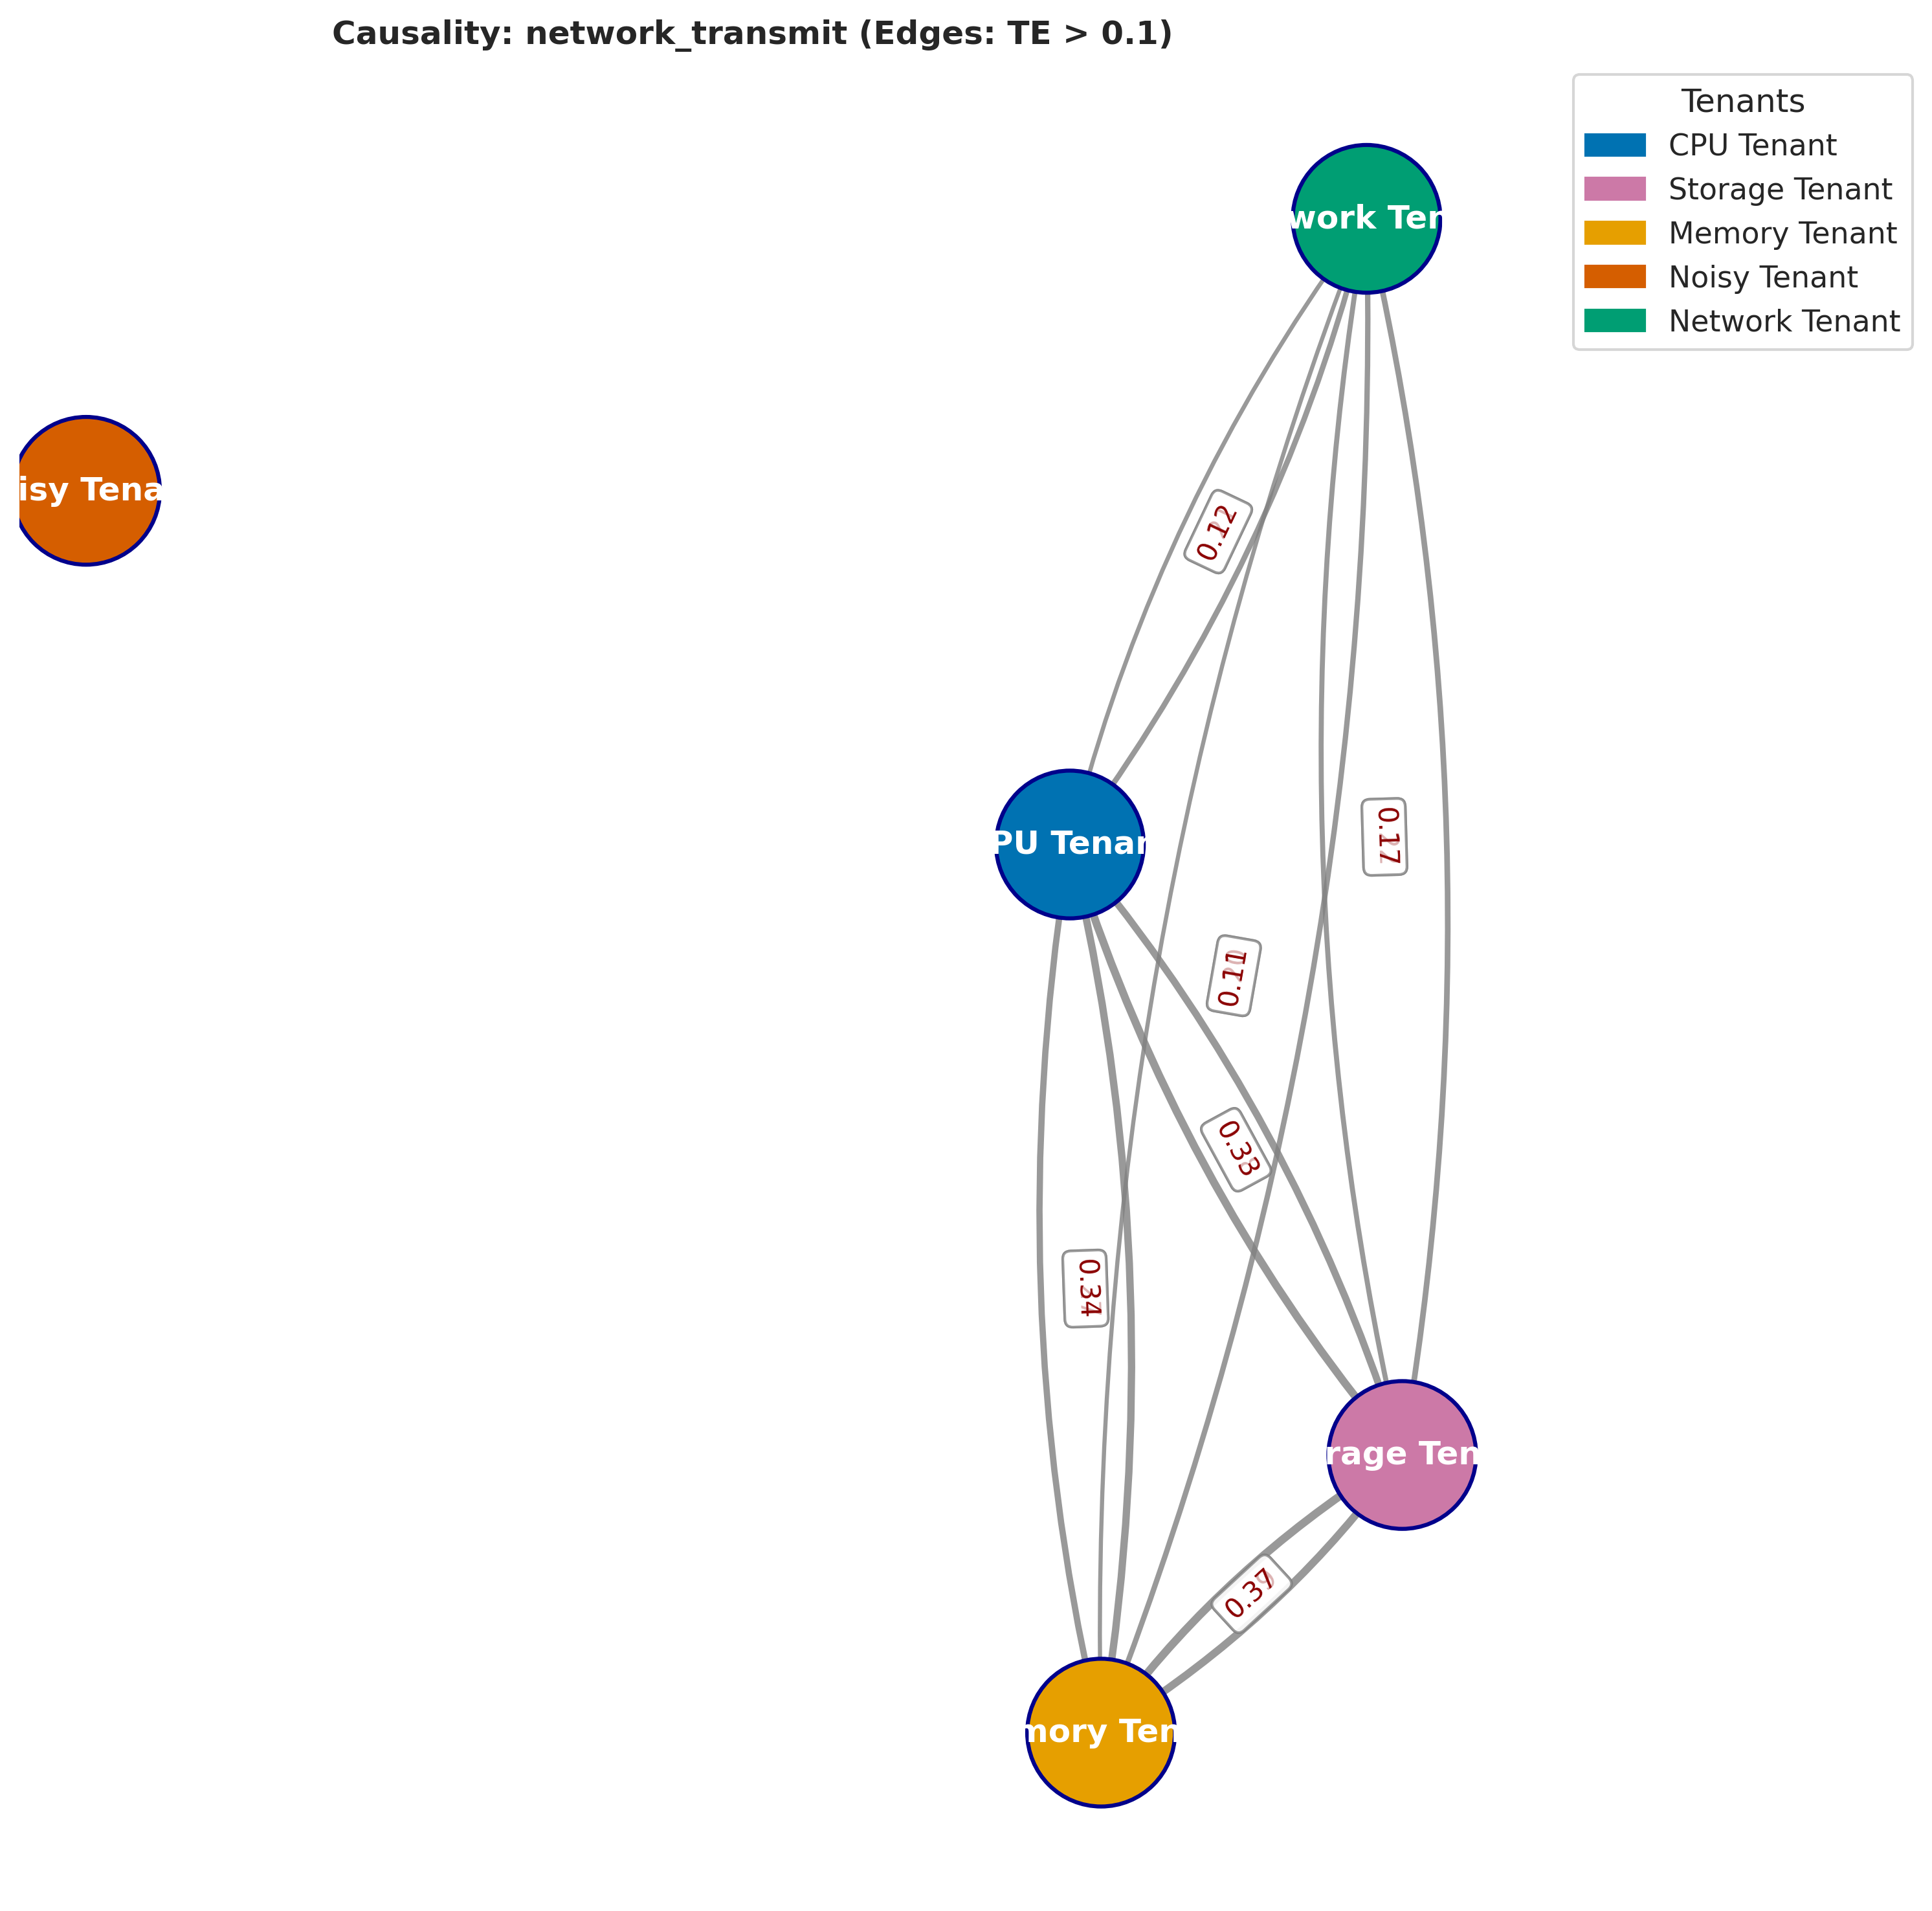 Causality: network_transmit (Edges: TE > 0.1)
Tenants
CPU Tenant
Storage Tenant
Memory Tenant
Noisy Tenant
Network Tenant
work Ten
isy Tena
0.12
PU Tenan
0.17
0.11
0.38
0.34
rage Ten
0.37
mory Ten